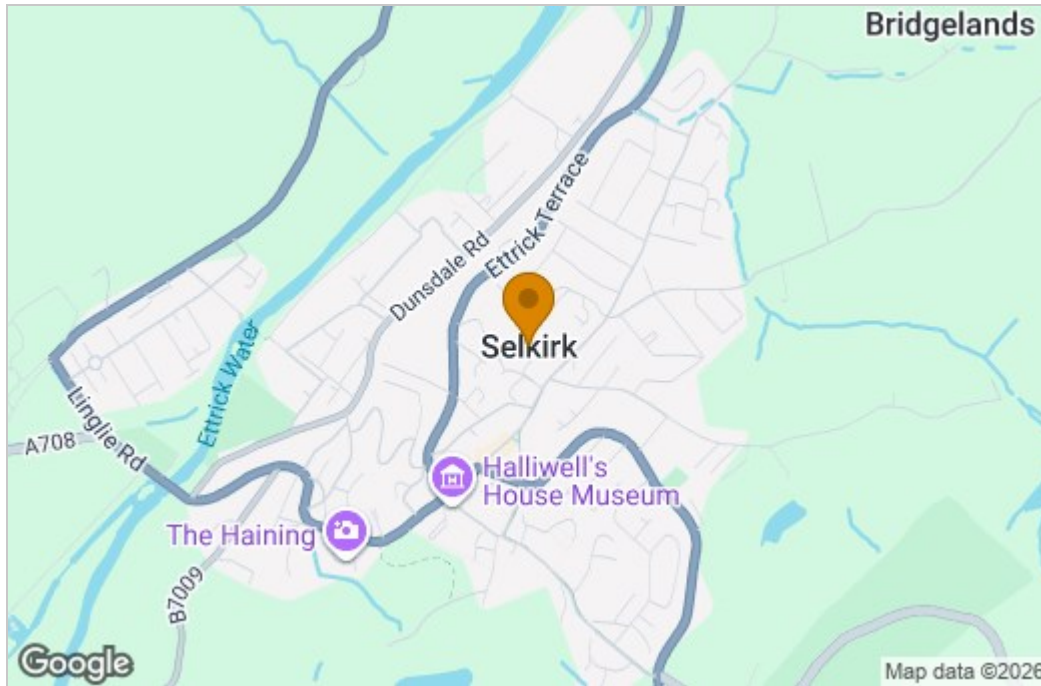 Bridgelands
Ettrick Terrace
Dunsdale Rd
Selkirk
Ettrick Water
Linglie Rd
A708
Halliwell's
House Museum
The Haining
B7009
Google
Map data ©2026